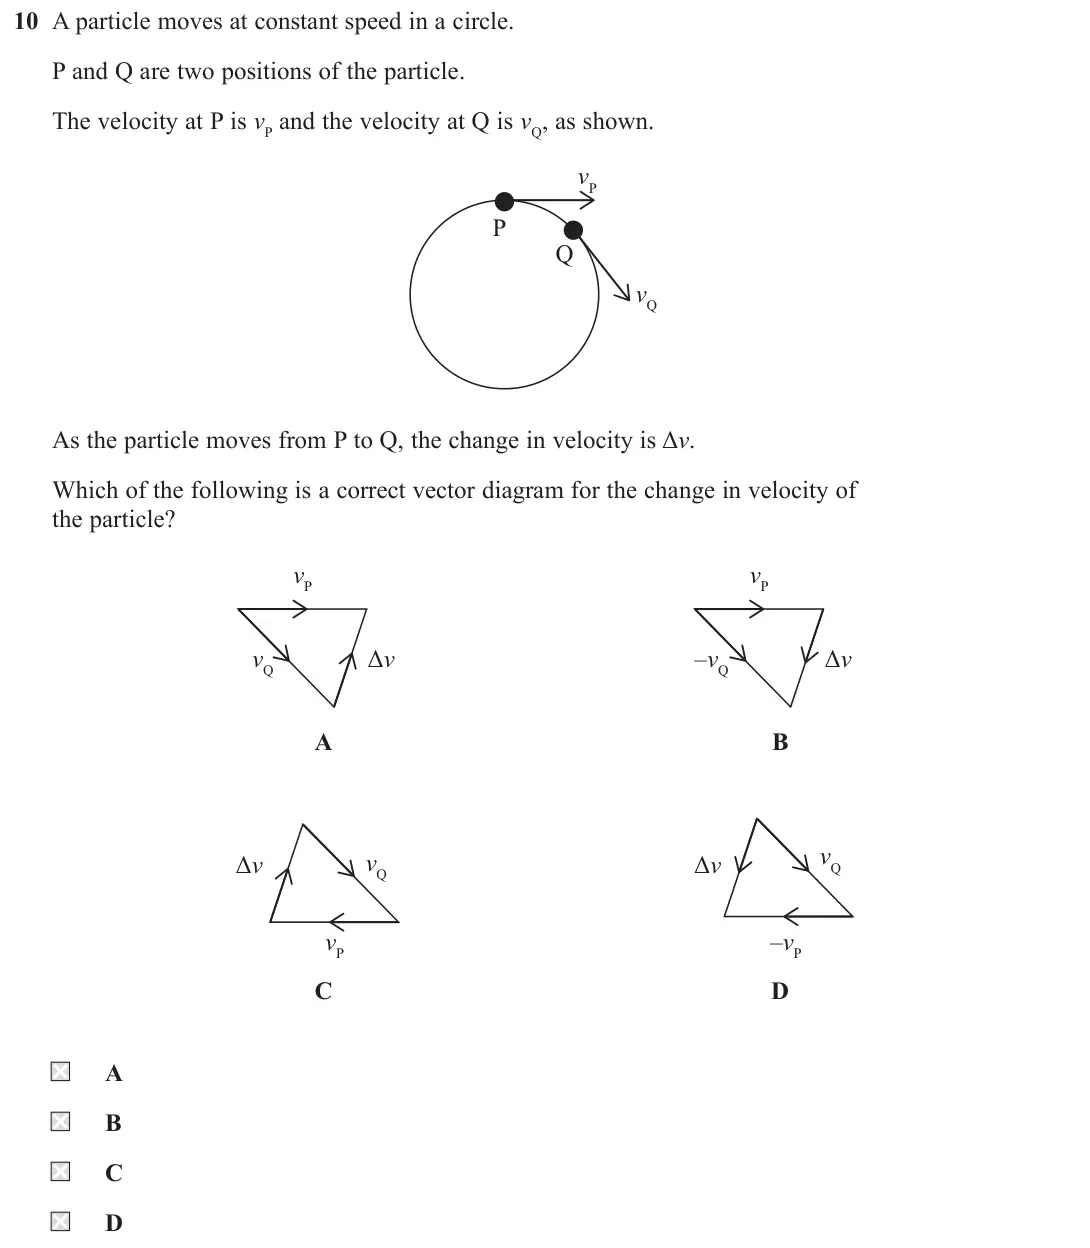 10 A particle moves at constant speed in a circle.
P and Q are two positions of the particle.
The velocity at P is vP and the velocity at Q is vQ, as shown.
vP
P
Q
vQ
As the particle moves from P to Q, the change in velocity is Δv.
Which of the following is a correct vector diagram for the change in velocity of
the particle?
vP
vQ
Δv
A
vP
–vQ
Δv
B
Δv
vQ
vP
C
Δv
vQ
–vP
D
A
B
C
D